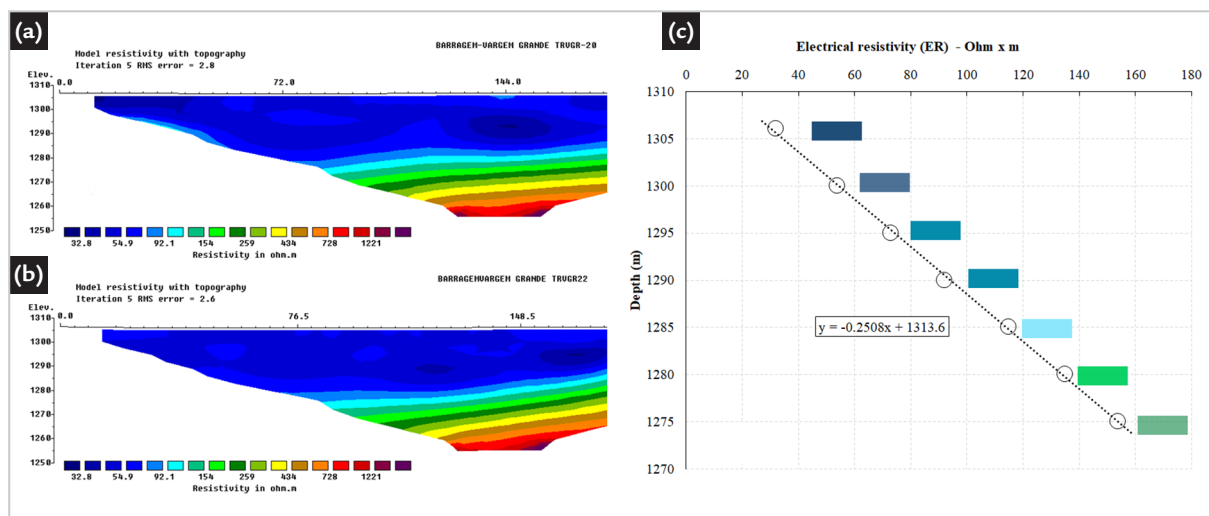 (a)
BARRAGEM-VARGEM GRANDE TRVGR-20
Model resistivity with topography
Iteration 5 RMS error = 2.8
Elev.
0.0 72.0 144.0
1310
1300
1290
1280
1270
1260
1250
32.8 54.9 92.1 154 259 434 728 1221
Resistivity in ohm.m
(b)
BARRAGEMVARGEM GRANDE TRVGR22
Model resistivity with topography
Iteration 5 RMS error = 2.6
Elev.
0.0 76.5 148.5
1310
1300
1290
1280
1270
1260
1250
32.8 54.9 92.1 154 259 434 728 1221
Resistivity in ohm.m
(c)
Electrical resistivity (ER) - Ohm x m
0 20 40 60 80 100 120 140 160 180
1310
1305
1300
1295
1290
1285
1280
1275
1270
Depth (m)
y = -0.2508x + 1313.6